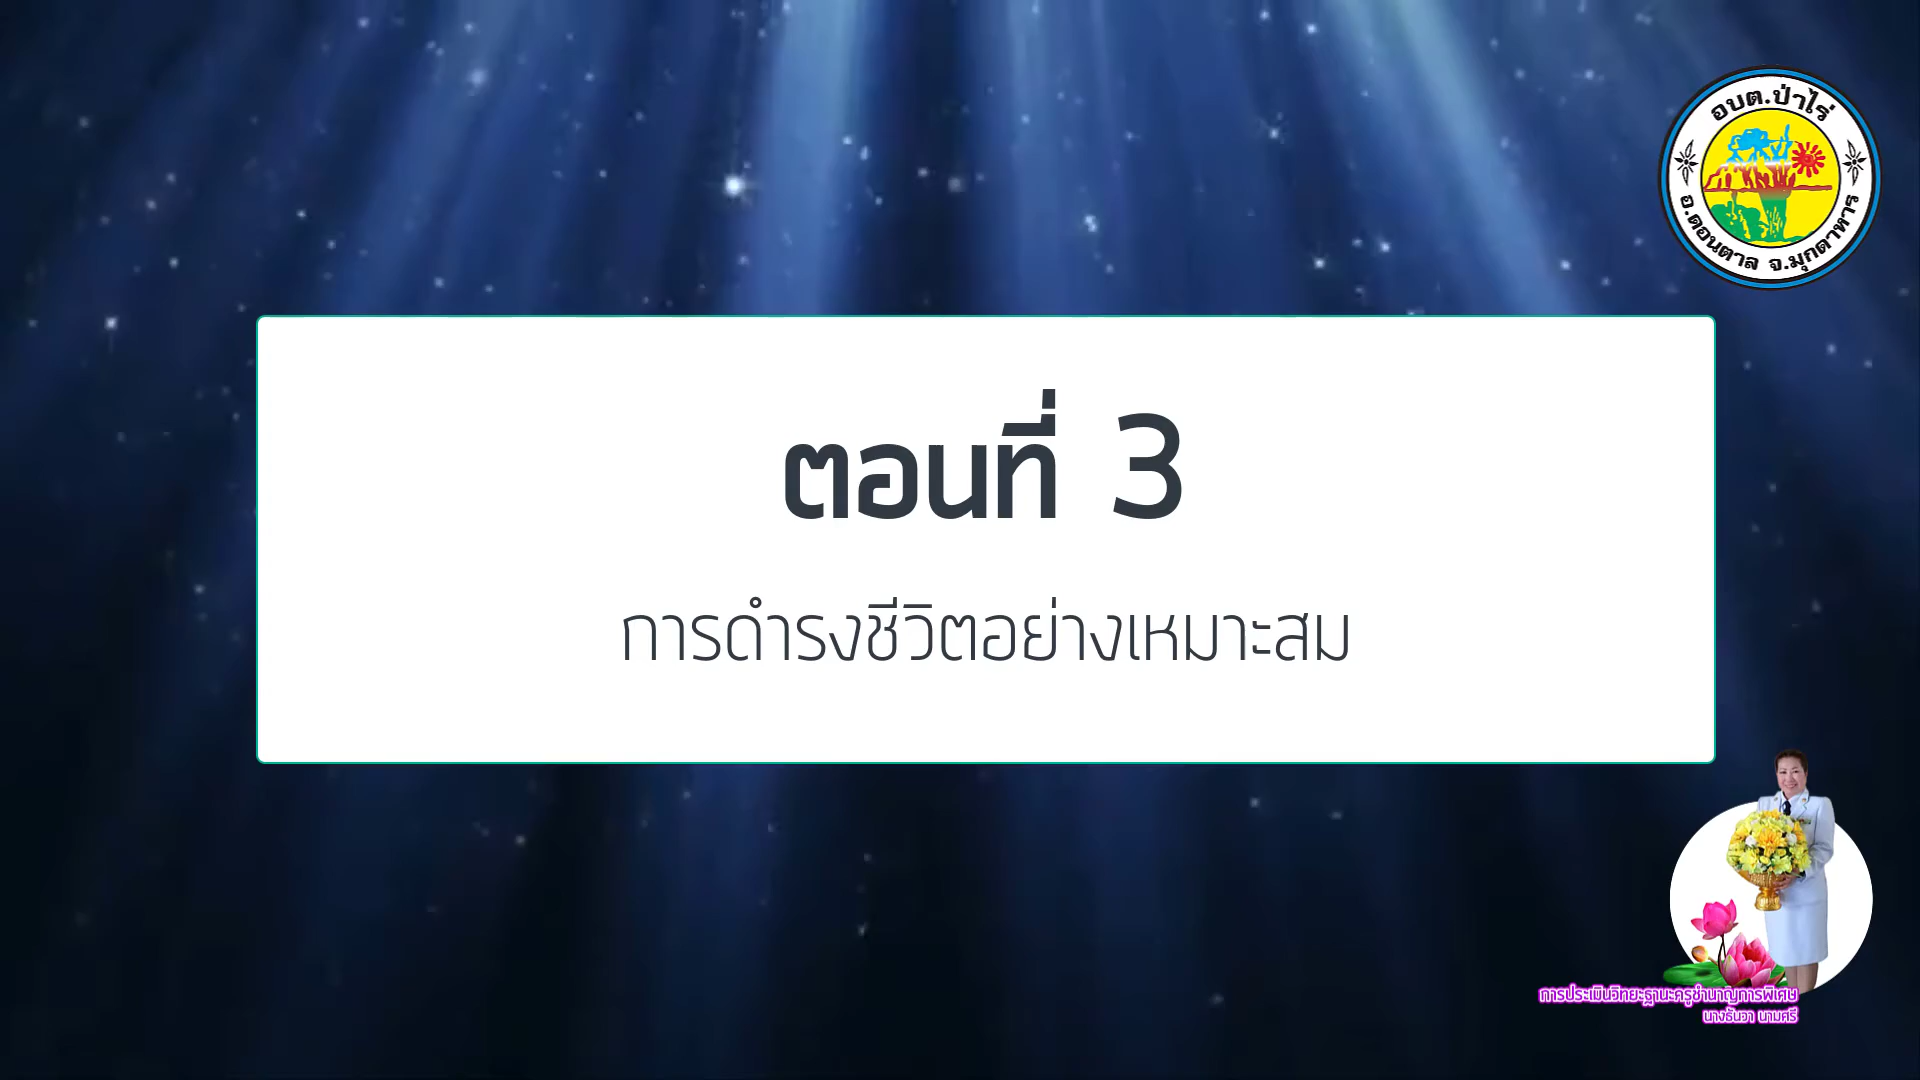 อบต.ป่าไร่
อ.ดอนตาล จ.มุกดาหาร
ตอนที่ 3
การดำรงชีวิตอย่างเหมาะสม
การประเมินวิทยะฐานะครูชำนาญการพิเศษ
นางธันวา นามศรี